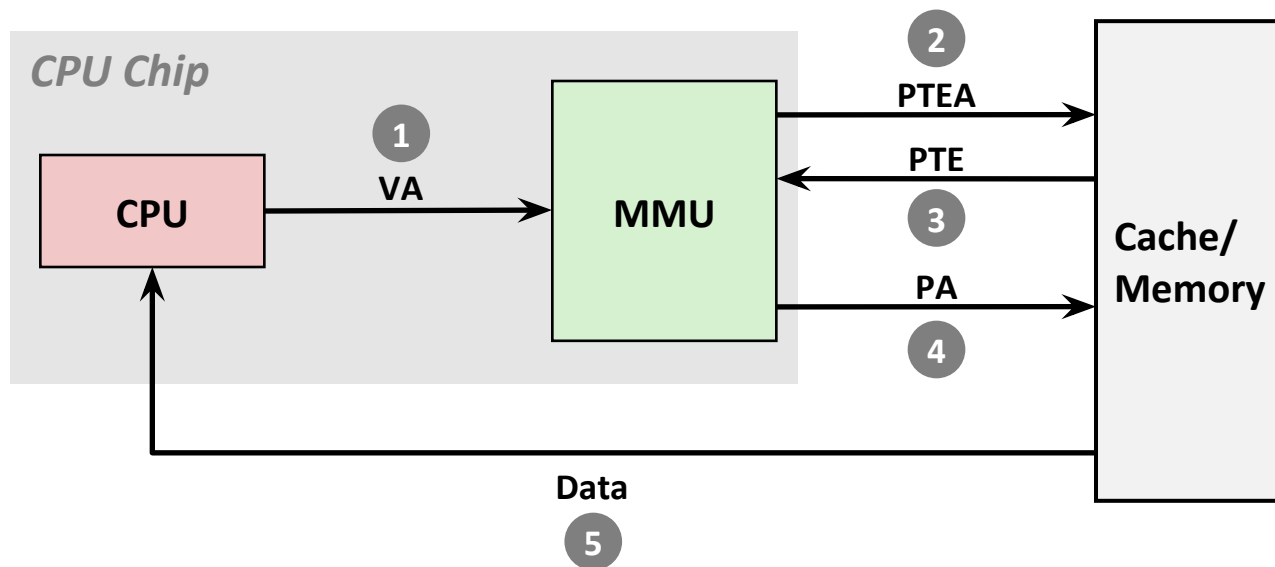 2
CPU Chip
PTEA
1
PTE
VA
CPU
MMU
3
Cache/
Memory
PA
4
Data
5